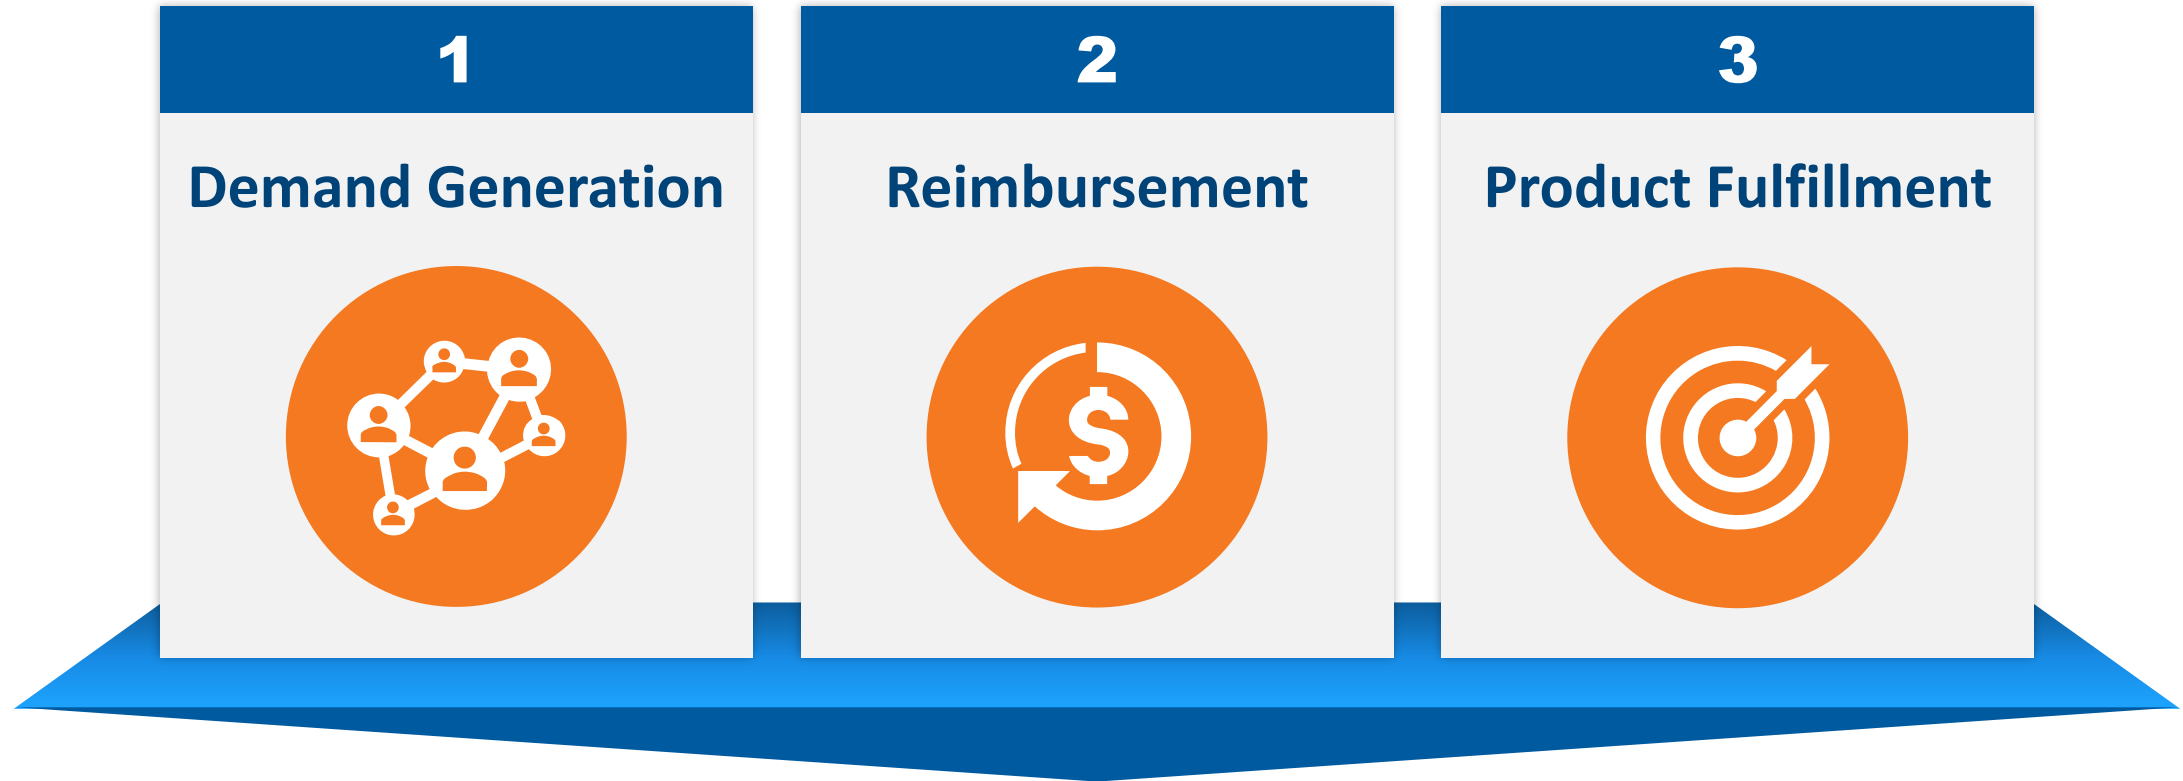 1
Demand Generation
2
Reimbursement
3
Product Fulfillment
$